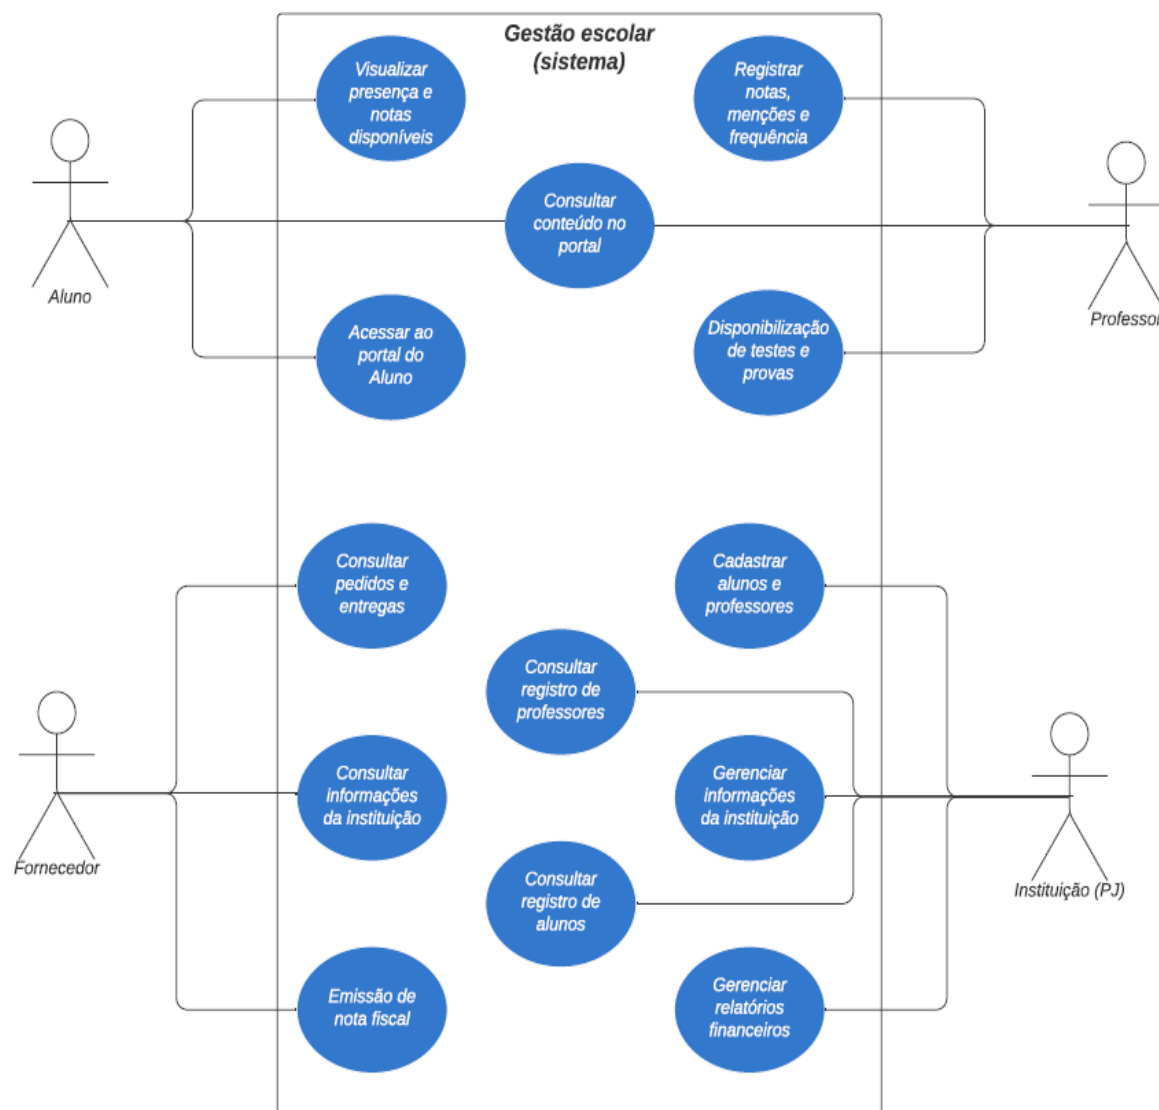 Gestão escolar
(sistema)
Visualizar
presença e
notas
disponíveis
Registrar
notas,
menções e
frequência
Consultar
conteúdo no
portal
Aluno
Professor
Acessar ao
portal do
Aluno
Disponibilização
de testes e
provas
Consultar
pedidos e
entregas
Cadastrar
alunos e
professores
Consultar
registro de
professores
Consultar
informações
da instituição
Gerenciar
informações
da instituição
Fornecedor
Instituição (PJ)
Consultar
registro de
alunos
Emissão de
nota fiscal
Gerenciar
relatórios
financeiros